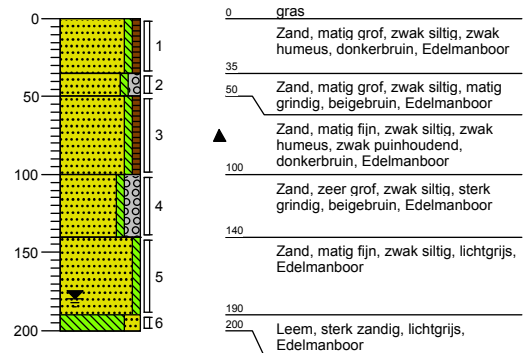 0
50
100
150
200
1
2
3
4
5
6
0 gras
Zand, matig grof, zwak siltig, zwak
humeus, donkerbruin, Edelmanboor
35
Zand, matig grof, zwak siltig, matig
50
grindig, beigebruin, Edelmanboor
Zand, matig fijn, zwak siltig, zwak
humeus, zwak puinhoudend,
donkerbruin, Edelmanboor
100
Zand, zeer grof, zwak siltig, sterk
grindig, beigebruin, Edelmanboor
140
Zand, matig fijn, zwak siltig, lichtgrijs,
Edelmanboor
190
200
Leem, sterk zandig, lichtgrijs,
Edelmanboor